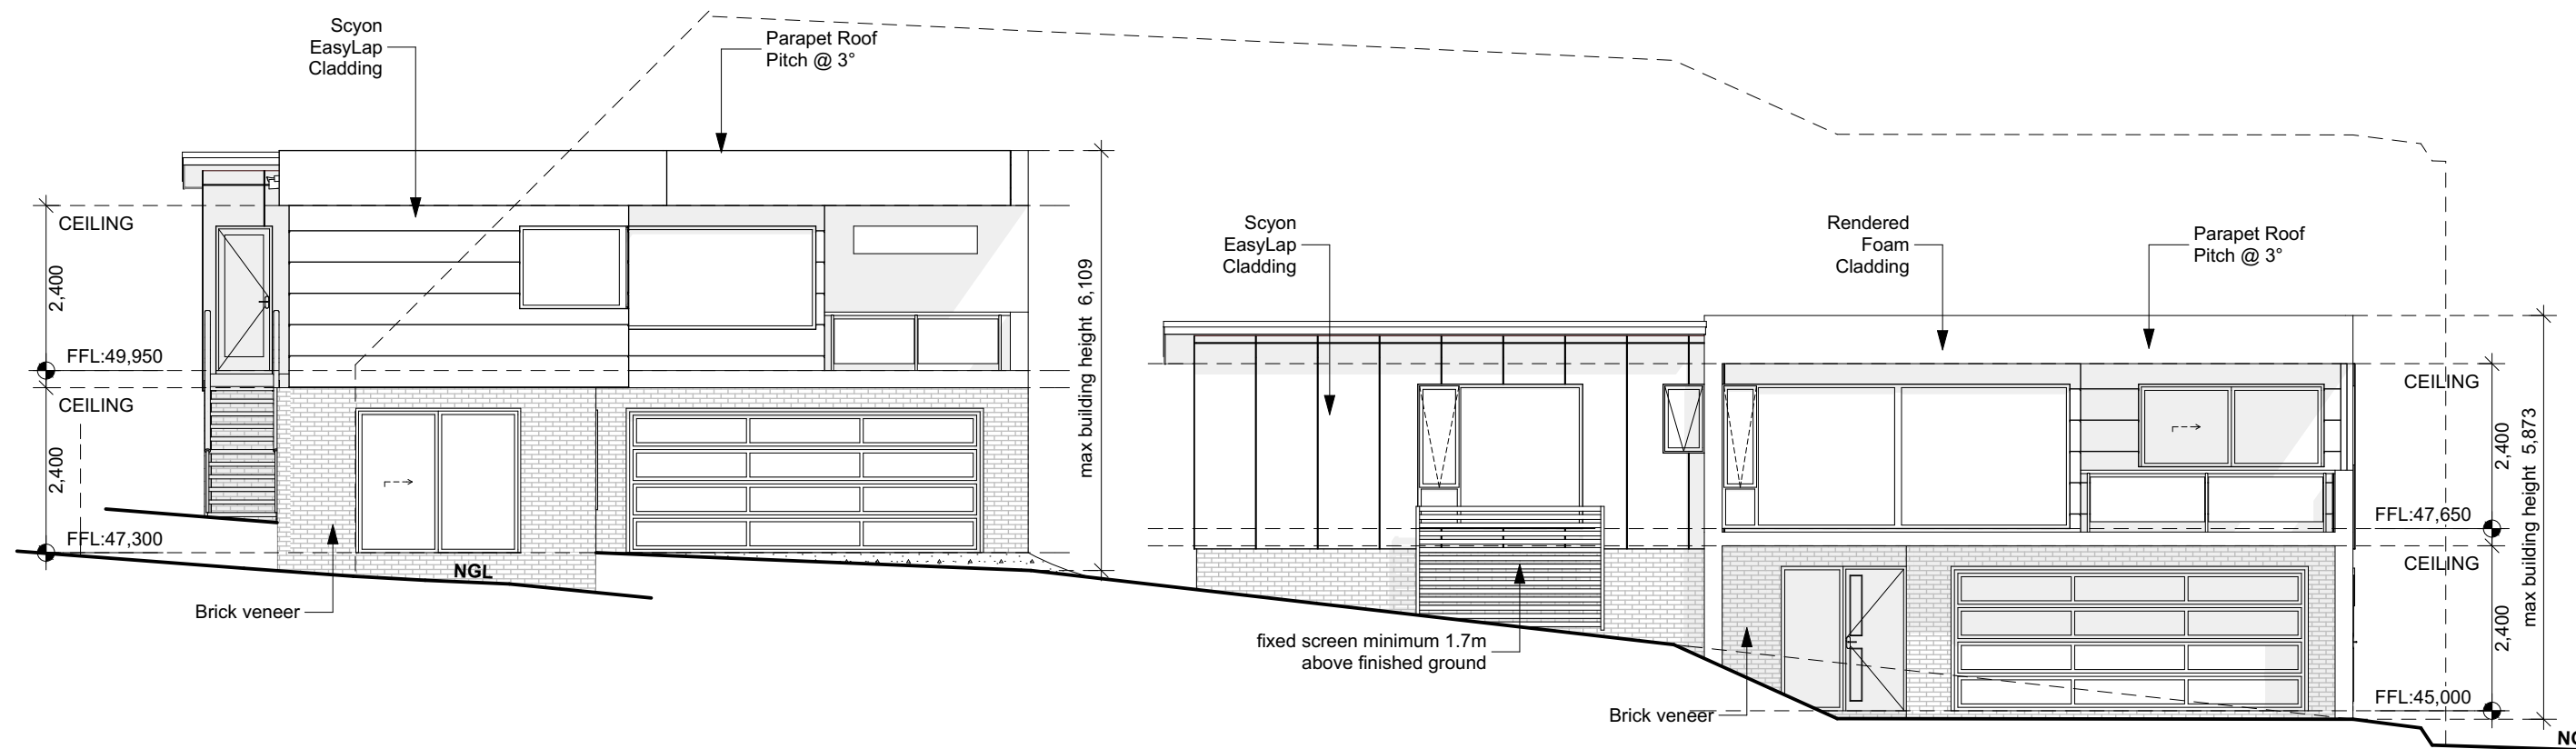 Scyon
EasyLap
Cladding
Parapet Roof
Pitch @ 3°
CEILING
2,400
FFL:49,950
CEILING
2,400
FFL:47,300
NGL
Brick veneer
max building height 6,109
Scyon
EasyLap
Cladding
Rendered
Foam
Cladding
Parapet Roof
Pitch @ 3°
fixed screen minimum 1.7m
above finished ground
Brick veneer
CEILING
2,400
FFL:47,650
CEILING
2,400
FFL:45,000
max building height 5,873